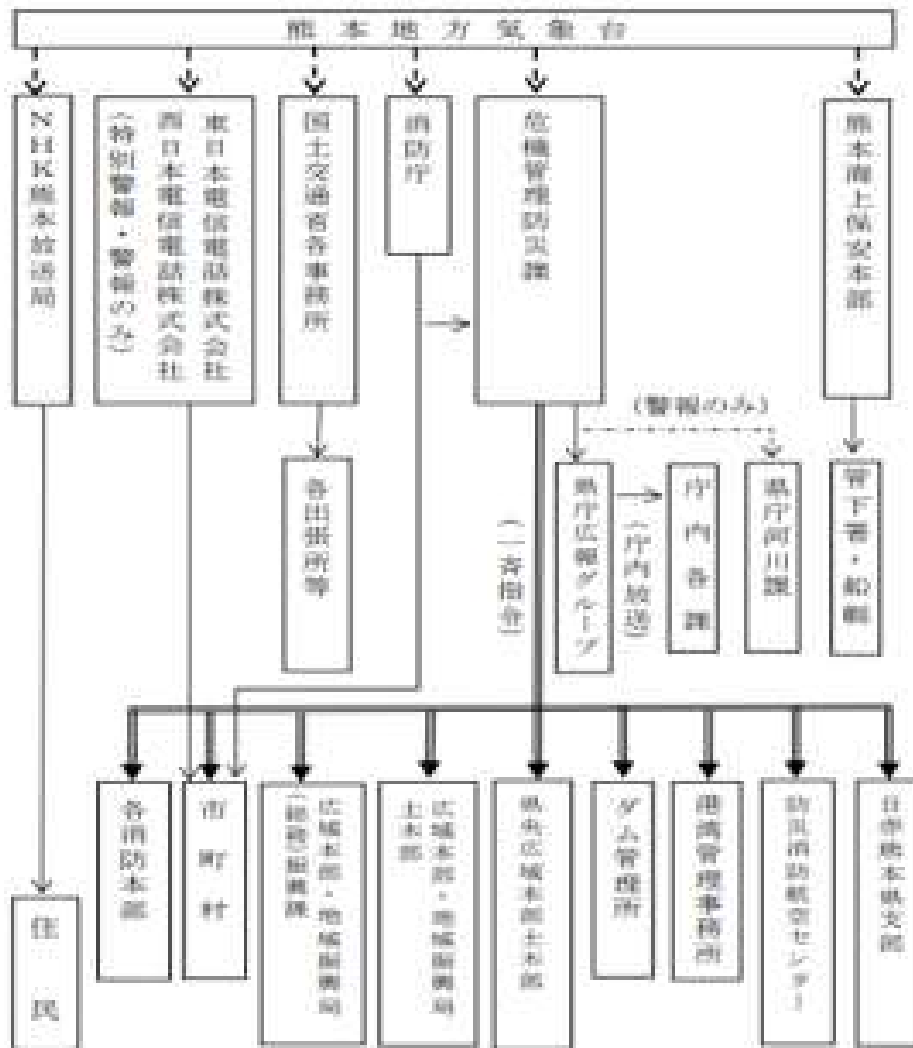 熊本地方気象台
NHK熊本放送局
東日本電信電話株式会社
西日本電信電話株式会社
(特別警報・警報のみ)
国土交通省各事務所
消防庁
危機管理防災課
熊本海上保安本部
(警報のみ)
各出張所等
(一斉指令)
県庁広報グループ
(庁内放送)
庁内各課
県庁河川課
管下署・船艇
住民
各消防本部
市町村
広域本部・地域振興局
(総務)振興課
広域本部・地域振興局
土木部
県央広域本部土木部
ダム管理所
港湾管理事務所
防災消防航空センター
日赤熊本県支部